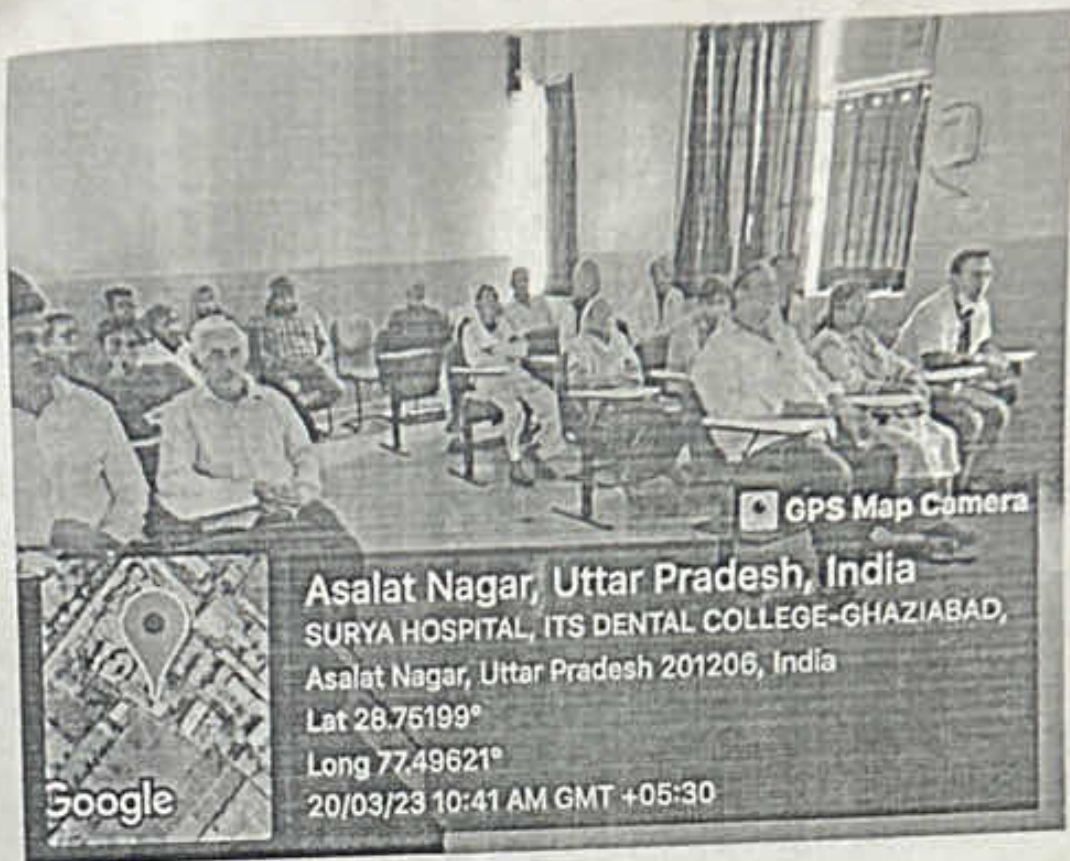 GPS Map Camera
Asalat Nagar, Uttar Pradesh, India
SURYA HOSPITAL, ITS DENTAL COLLEGE-GHAZIABAD,
Asalat Nagar, Uttar Pradesh 201206, India
Lat 28.75199°
Long 77.49621°
20/03/23 10:41 AM GMT +05:30
Google